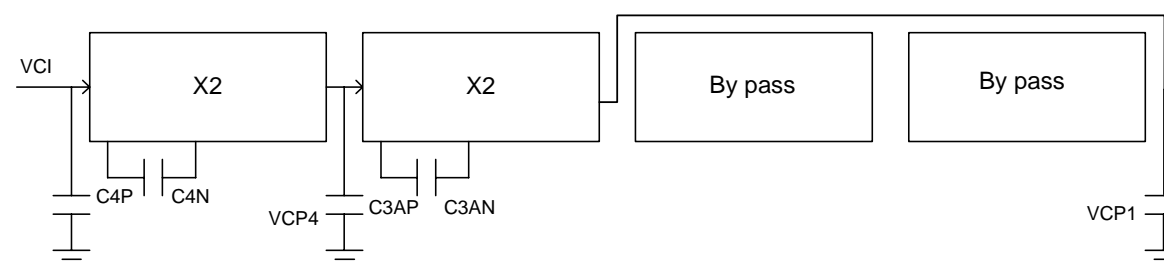 VCI
X2
X2
By pass
By pass
C4P
C4N
VCP4
C3AP
C3AN
VCP1